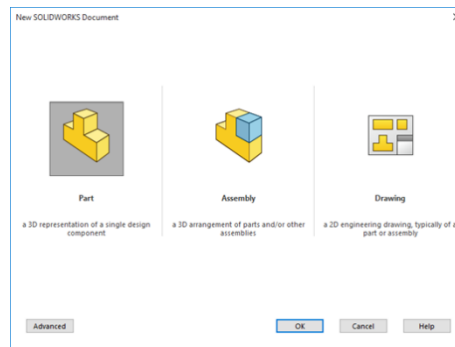 New SOLIDWORKS Document
Part
Assembly
Drawing
a 3D representation of a single design
component
a 3D arrangement of parts and/or other
assemblies
a 2D engineering drawing, typically of a
part or assembly
Advanced
OK
Cancel
Help